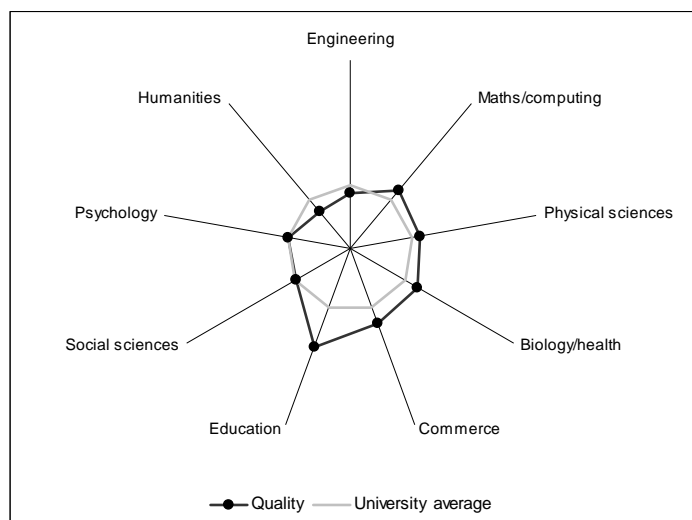 Engineering
Humanities
Maths/computing
Psychology
Physical sciences
Social sciences
Biology/health
Education
Commerce
Quality
University average